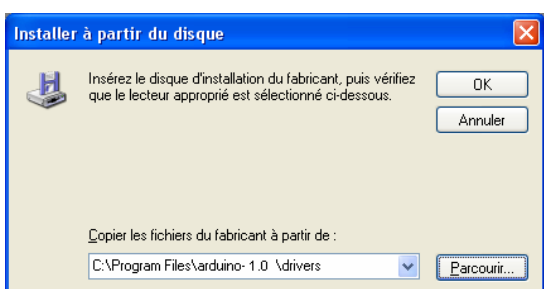 Installer à partir du disque
Insérez le disque d'installation du fabricant, puis vérifiez
que le lecteur approprié est sélectionné ci-dessous.
OK
Annuler
Copier les fichiers du fabricant à partir de :
C:\Program Files\arduino- 1.0 \drivers
Parcourir...